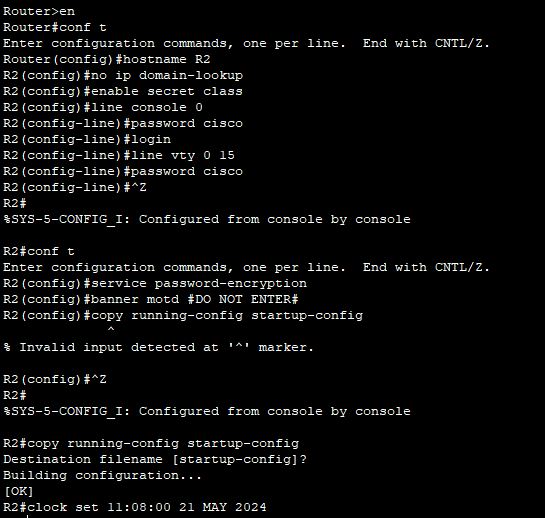 Router>en
Router#conf t
Enter configuration commands, one per line.  End with CNTL/Z.
Router(config)#hostname R2
R2(config)#no ip domain-lookup
R2(config)#enable secret class
R2(config)#line console 0
R2(config-line)#password cisco
R2(config-line)#login
R2(config-line)#line vty 0 15
R2(config-line)#password cisco
R2(config-line)#^Z
R2#
%SYS-5-CONFIG_I: Configured from console by console
R2#conf t
Enter configuration commands, one per line.  End with CNTL/Z.
R2(config)#service password-encryption
R2(config)#banner motd #DO NOT ENTER#
R2(config)#copy running-config startup-config
^
% Invalid input detected at '^' marker.
R2(config)#^Z
R2#
%SYS-5-CONFIG_I: Configured from console by console
R2#copy running-config startup-config
Destination filename [startup-config]?
Building configuration...
[OK]
R2#clock set 11:08:00 21 MAY 2024